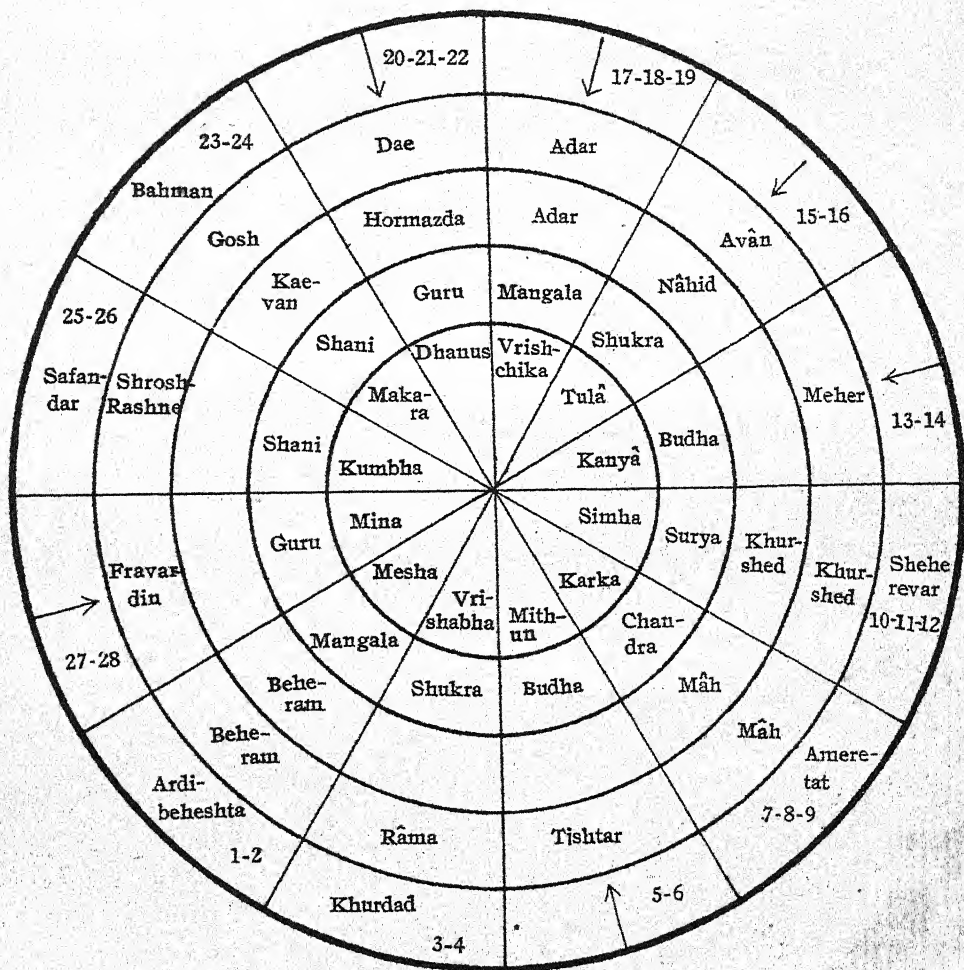 20-21-22
17-18-19
23-24
Bahman
Dae
Adar
15-16
Gosh
Hormazda
Adar
Avân
Kae-
van
Nâhid
25-26
Safan-
dar
Shrosh-
Rashne
Shani
Guru
Mangala
Shukra
Meher
13-14
Dhanus
Vrish-
chika
Maka-
ra
Tulâ
Shani
Kumbha
Kanyâ
Budha
Mina
Simha
Guru
Surya
Khur-
shed
Khur-
shed
Shehe
revar
10-11-12
Fravar-
din
Mesha
Karka
27-28
Vri-
shabha
Mith-
un
Chan-
dra
Mangala
Shukra
Budha
Mâh
Behe-
ram
Behe-
ram
Mâh
Amere-
tat
7-8-9
Ardi-
beheshta
1-2
Râma
Tishtar
Khurdad
3-4
5-6